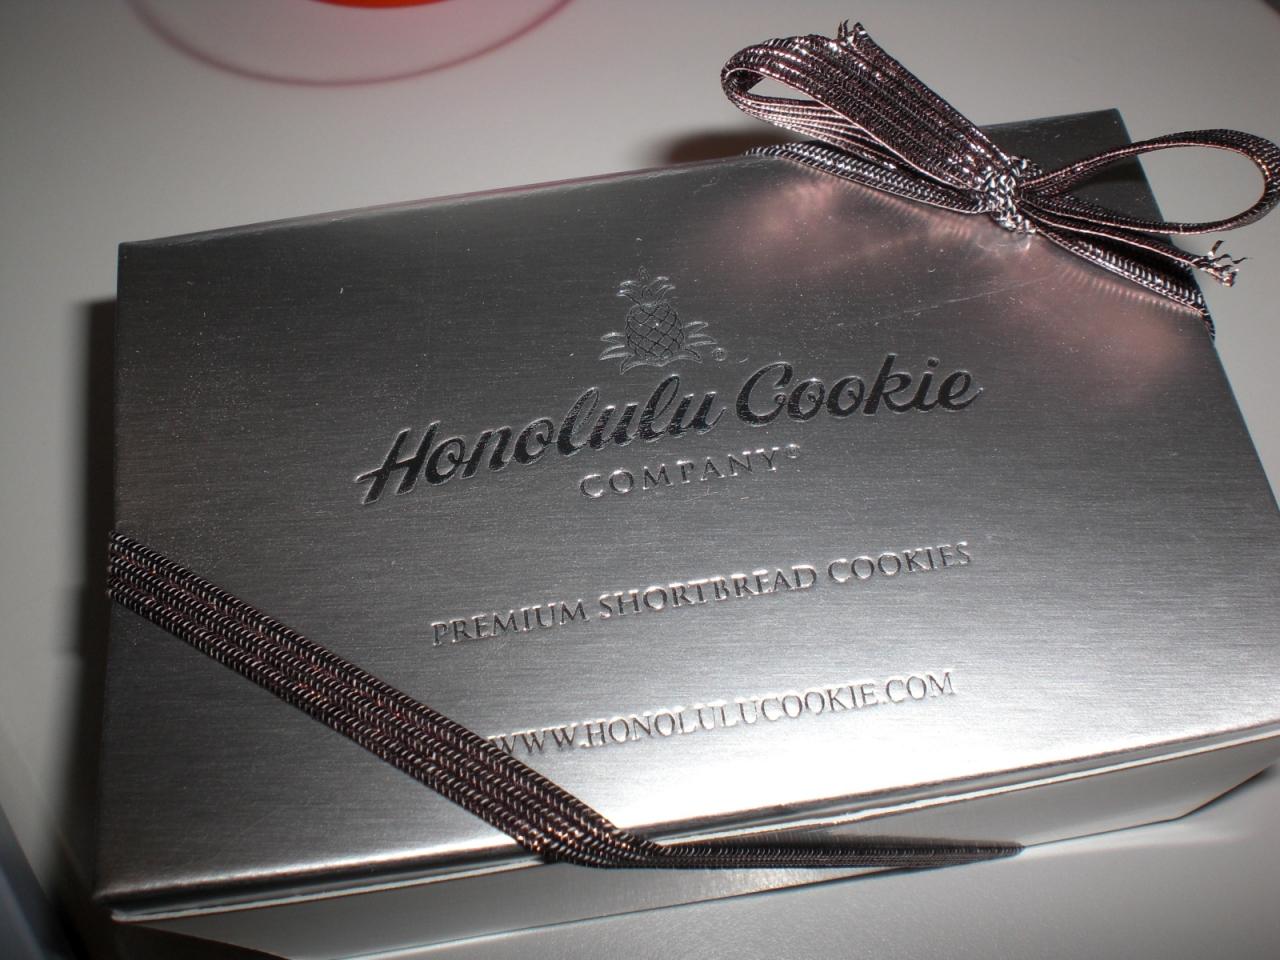 Honolulu Cookie
COMPANY®
PREMIUM SHORTBREAD COOKIES
WWW.HONOLULUCOOKIE.COM